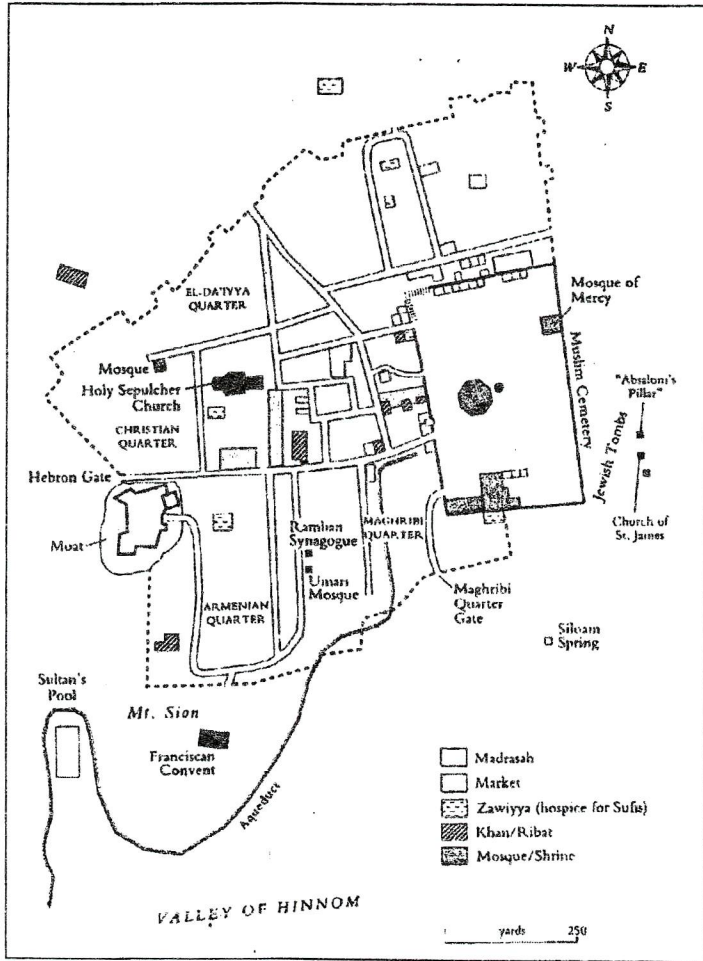 N
W E
S
EL-DA'IYYA
QUARTER
Mosque of
Mercy
Mosque
Holy Sepulcher
Church
"Absalom's
Pillar"
Muslim Cemetery
CHRISTIAN
QUARTER
Jewish Tombs
Hebron Gate
Church of
St. James
Ramban
Synagogue
MAGHRIBI
QUARTER
Moat
Umari
Mosque
Maghribi
Quarter
Gate
ARMENIAN
QUARTER
Siloam
Spring
Sultan's
Pool
Mt. Sion
Franciscan
Convent
Aqueduct
Madrasah
Market
Zawiyya (hospice for Sufis)
Khan/Ribat
Mosque/Shrine
VALLEY OF HINNOM
yards 250